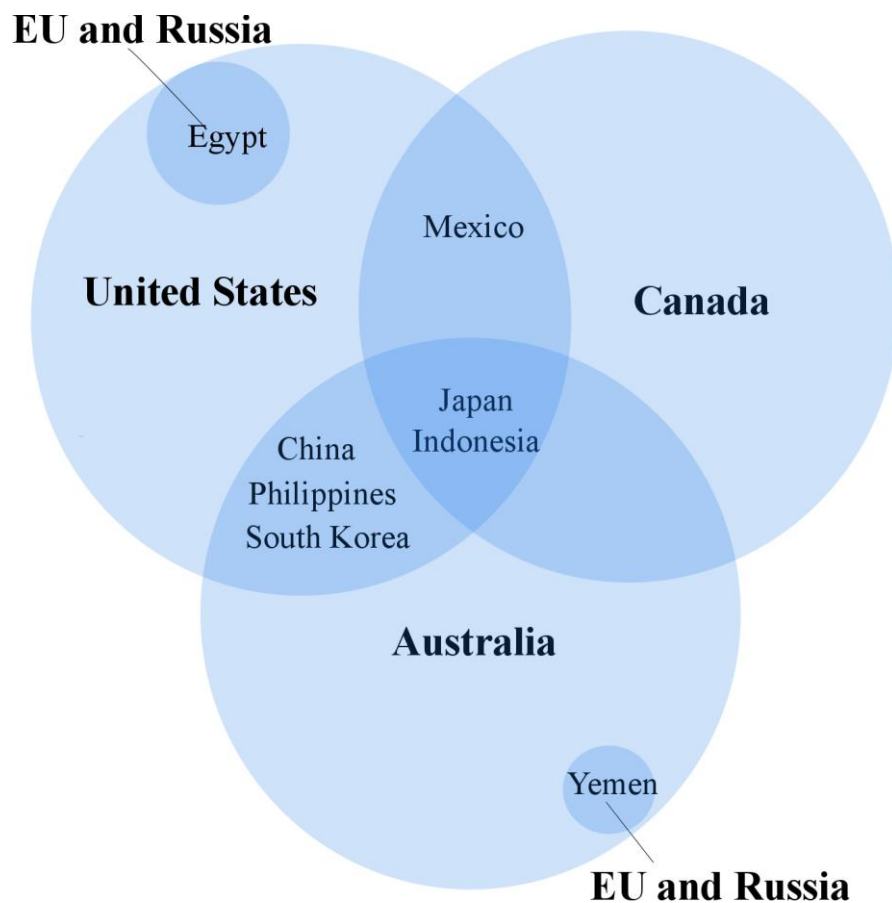 EU and Russia
Egypt
Mexico
United States
Canada
Japan
Indonesia
China
Philippines
South Korea
Australia
Yemen
EU and Russia